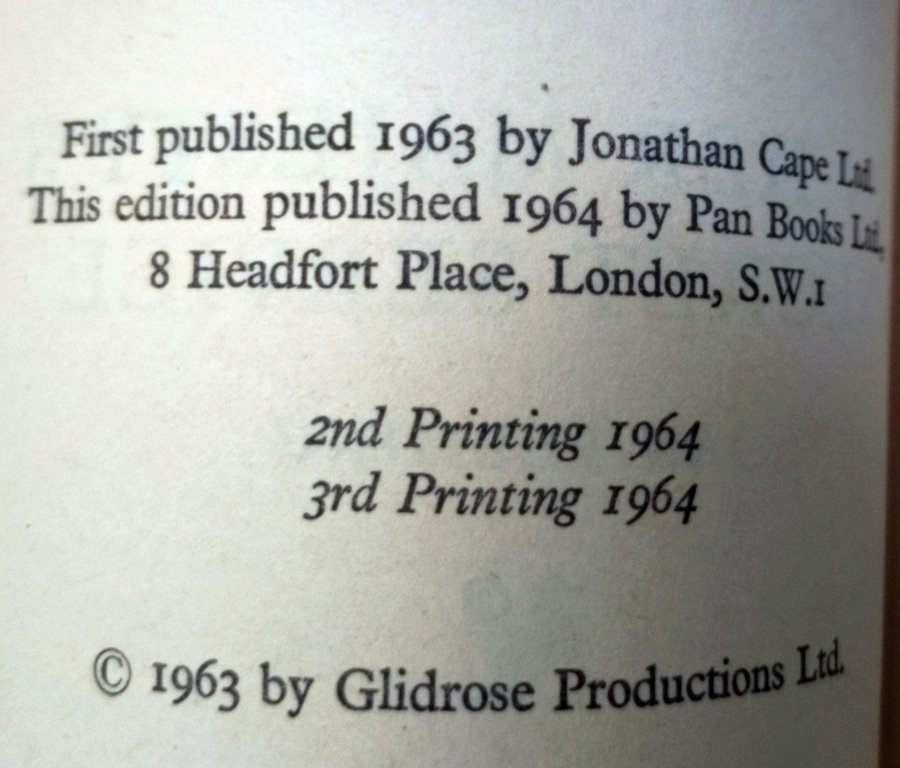 First published 1963 by Jonathan Cape Ltd.
This edition published 1964 by Pan Books Ltd,
8 Headfort Place, London, S.W.1
2nd Printing 1964
3rd Printing 1964
© 1963 by Glidrose Productions Ltd.